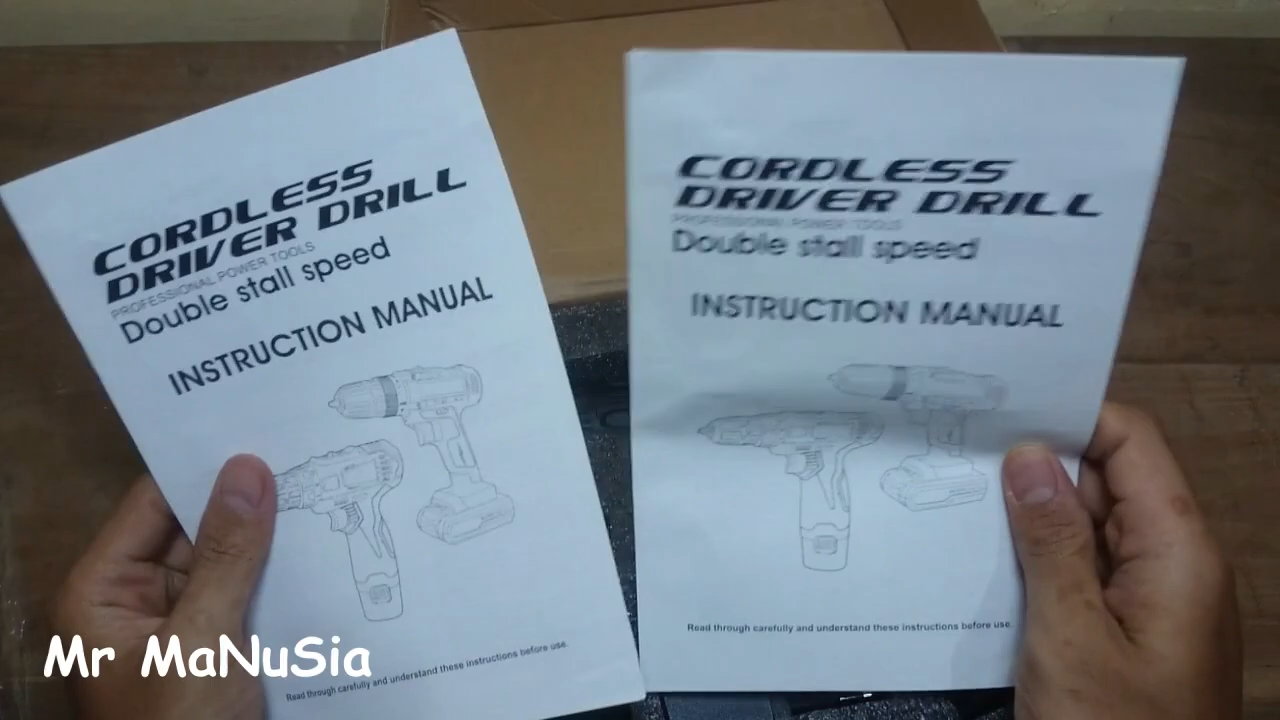 CORDLESS
DRIVER DRILL
PROFESSIONAL POWER TOOLS
Double stall speed
INSTRUCTION MANUAL
Read through carefully and understand these instructions before use.
CORDLESS
DRIVER DRILL
PROFESSIONAL POWER TOOLS
Double stall speed
INSTRUCTION MANUAL
Read through carefully and understand these instructions before use.
Mr MaNuSia